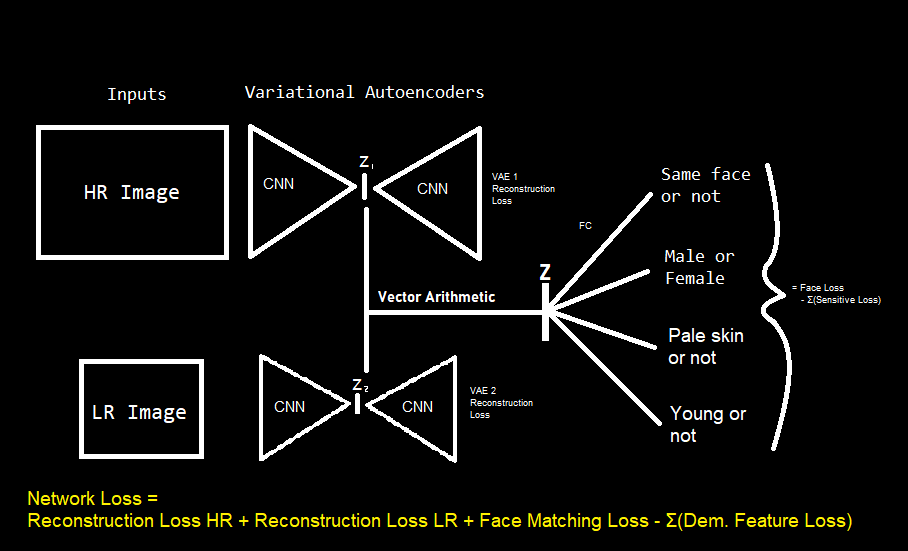 Inputs
Variational Autoencoders
HR Image
CNN
Z₁
CNN
VAE 1
Reconstruction
Loss
Same face
or not
FC
Male or
Female
Z
Vector Arithmetic
= Face Loss
- Σ(Sensitive Loss)
Pale skin
or not
LR Image
CNN
Z₂
CNN
VAE 2
Reconstruction
Loss
Young or
not
Network Loss =
Reconstruction Loss HR + Reconstruction Loss LR + Face Matching Loss - Σ(Dem. Feature Loss)